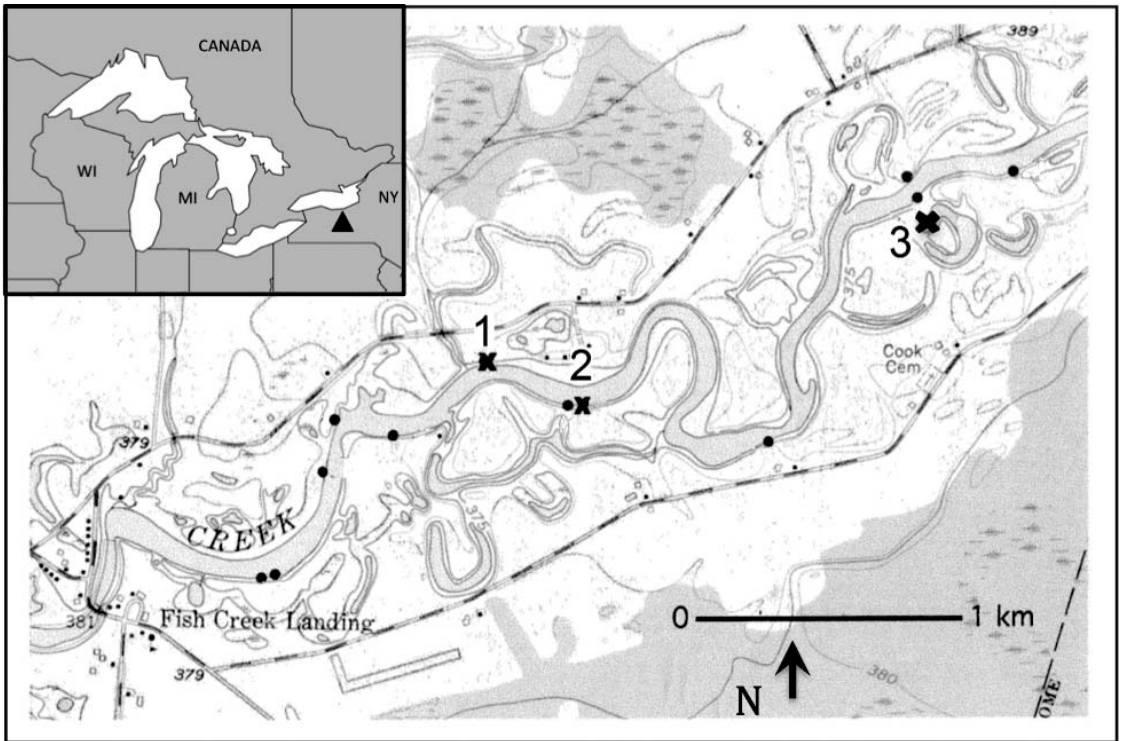 CANADA
WI
MI
NY
389
3
375
1
2
Cook
Cem
379
CREEK
375
381
Fish Creek Landing
379
0 1 km
380
N
OME